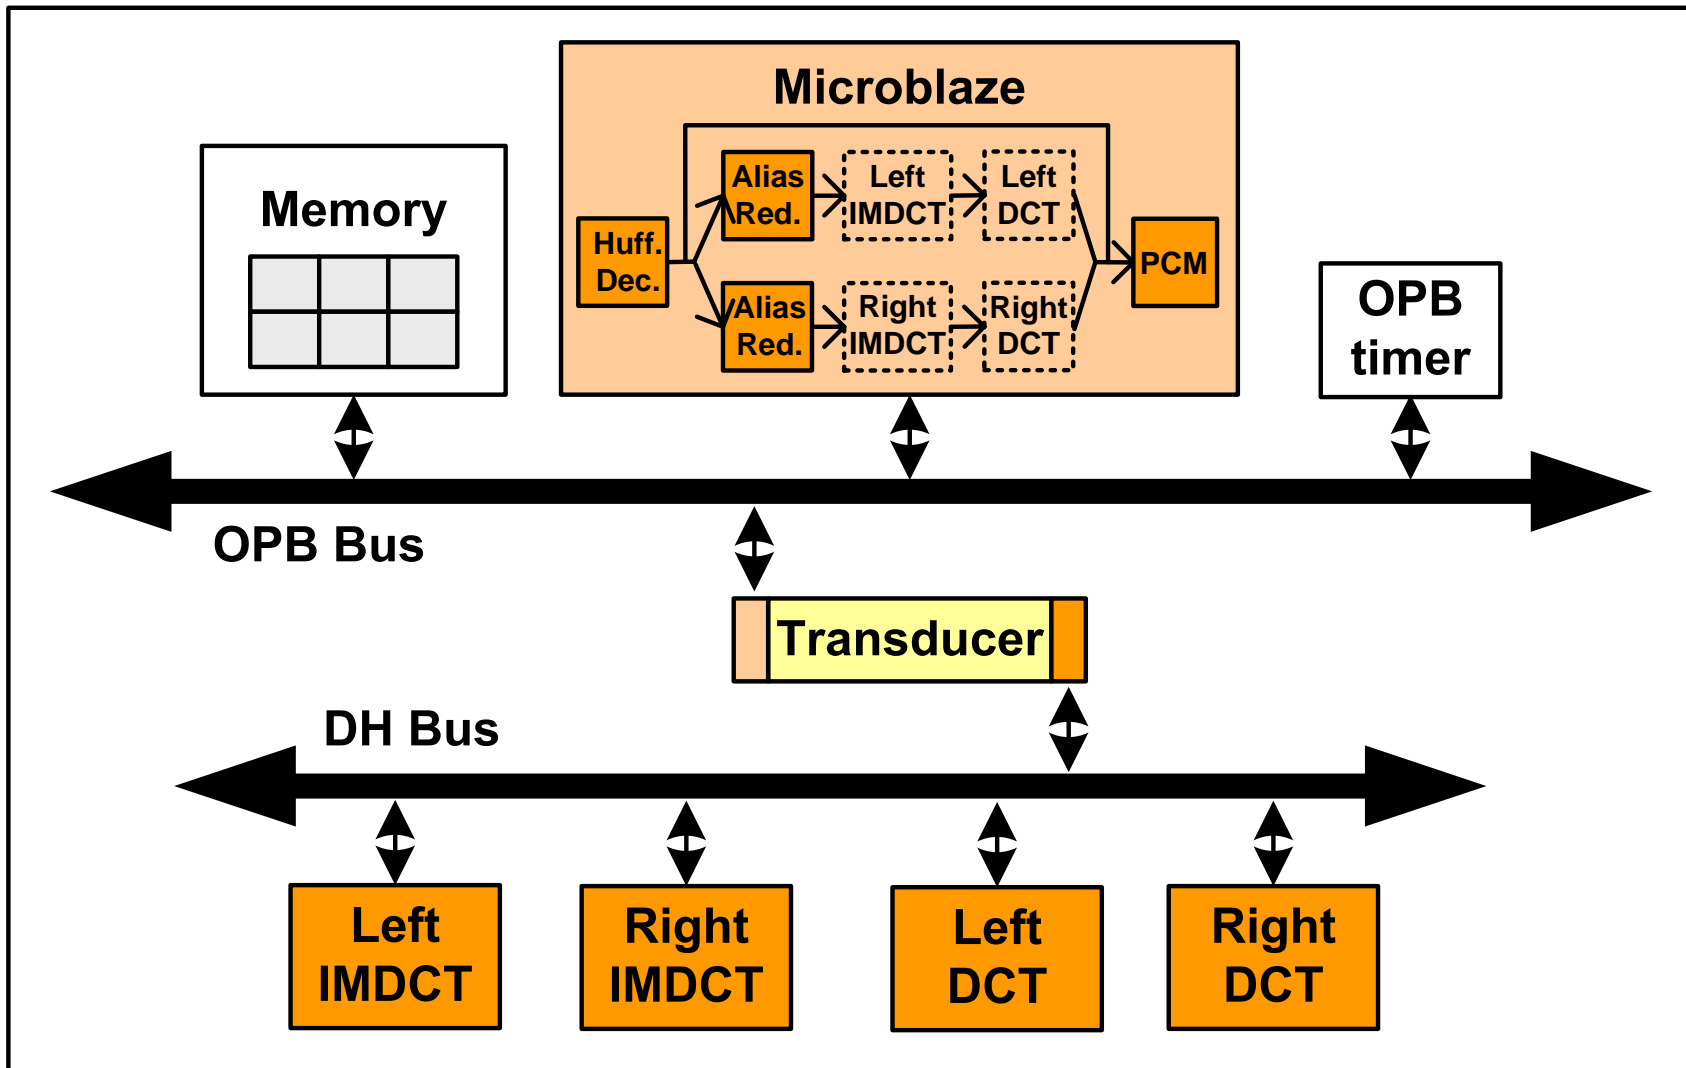 Microblaze
Memory
Huff.
Dec.
Alias
Red.
Left
IMDCT
Left
DCT
Alias
Red.
Right
IMDCT
Right
DCT
PCM
OPB
timer
OPB Bus
Transducer
DH Bus
Left
IMDCT
Right
IMDCT
Left
DCT
Right
DCT